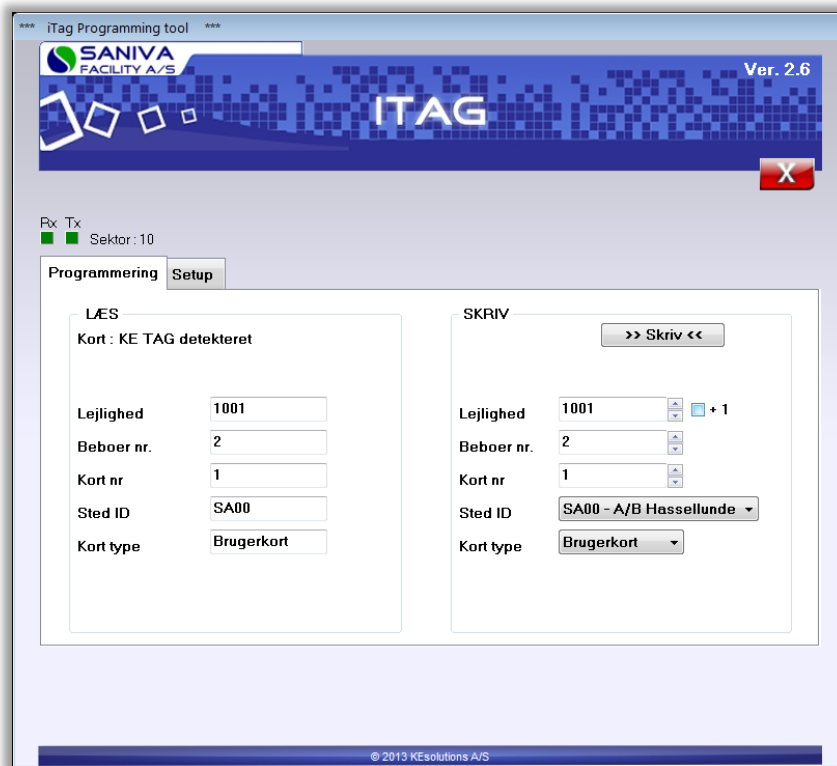 *** iTag Programming tool ***
SANIVA
FACILITY A/S
Ver. 2.6
ITAG
X
Rx Tx
Sektor : 10
Programmering Setup
LÆS
Kort : KE TAG detekteret
Lejlighed 1001
Beboer nr. 2
Kort nr 1
Sted ID SA00
Kort type Brugerkort
SKRIV
>> Skriv <<
Lejlighed 1001 + 1
Beboer nr. 2
Kort nr 1
Sted ID SA00 - A/B Hassellunde
Kort type Brugerkort
© 2013 KEsolutions A/S